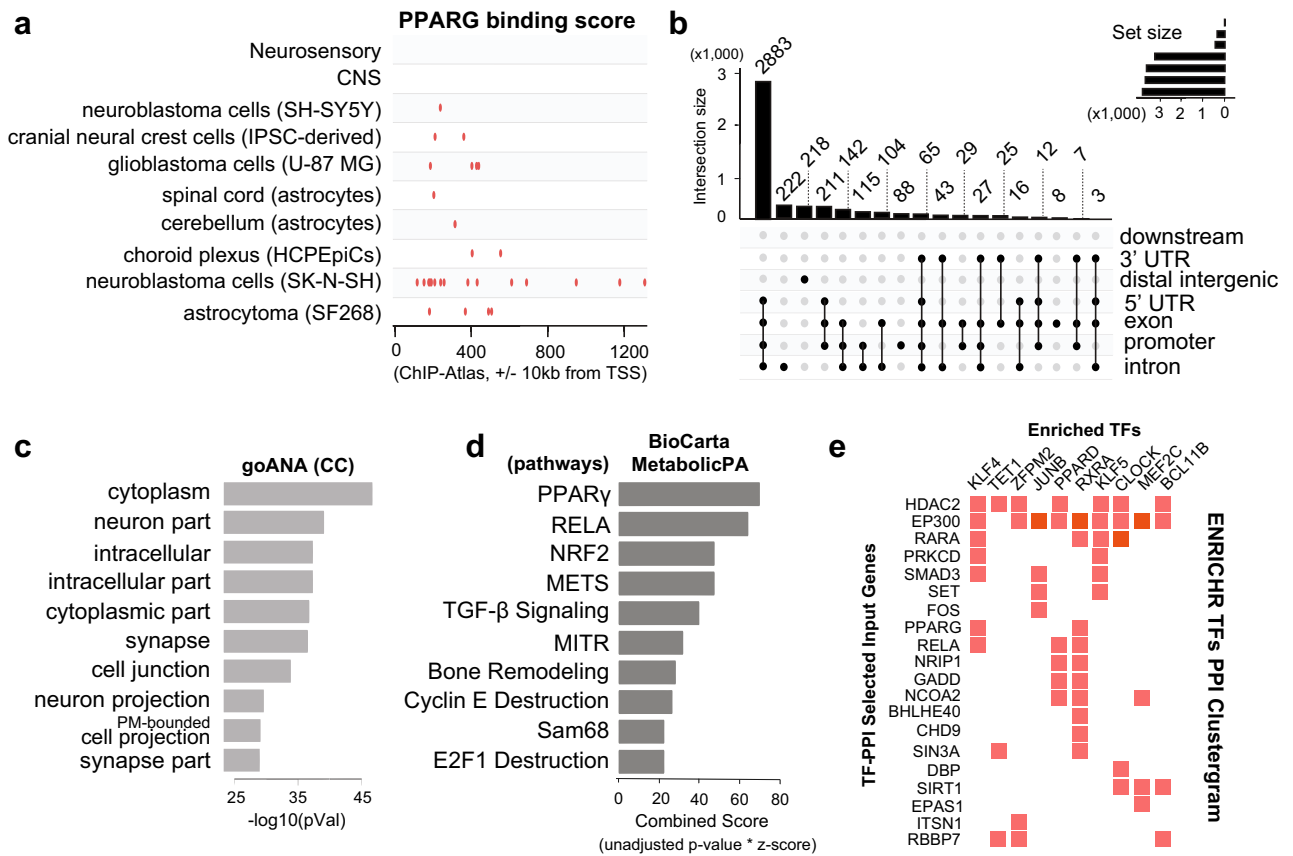 a
PPARG binding score
Neurosensory
CNS
neuroblastoma cells (SH-SY5Y)
cranial neural crest cells (IPSC-derived)
glioblastoma cells (U-87 MG)
spinal cord (astrocytes)
cerebellum (astrocytes)
choroid plexus (HCPEpiCs)
neuroblastoma cells (SK-N-SH)
astrocytoma (SF268)
0 400 800 1200
(ChIP-Atlas, +/- 10kb from TSS)
b
Set size
(x1,000) 3 2 1 0
(x1,000)
Intersection size
3
2
1
0
2883 222 218 211 142 115 104 88 65 43 29 27 25 16 12 8 7 3
downstream
3' UTR
distal intergenic
5' UTR
exon
promoter
intron
c
goANA (CC)
cytoplasm
neuron part
intracellular
intracellular part
cytoplasmic part
synapse
cell junction
neuron projection
PM-bounded
cell projection
synapse part
25 35 45
-log10(pVal)
d
(pathways)
BioCarta
MetabolicPA
PPARγ
RELA
NRF2
METS
TGF-β Signaling
MITR
Bone Remodeling
Cyclin E Destruction
Sam68
E2F1 Destruction
0 20 40 60 80
Combined Score
(unadjusted p-value * z-score)
e
Enriched TFs
KLF4 TET1 ZFPM2 JUNB PPARD RXRA KLF5 CLOCK MEF2C BCL11B
TF-PPI Selected Input Genes
HDAC2
EP300
RARA
PRKCD
SMAD3
SET
FOS
PPARG
RELA
NRIP1
GADD
NCOA2
BHLHE40
CHD9
SIN3A
DBP
SIRT1
EPAS1
ITSN1
RBBP7
ENRICHR TFs PPI Clustergram